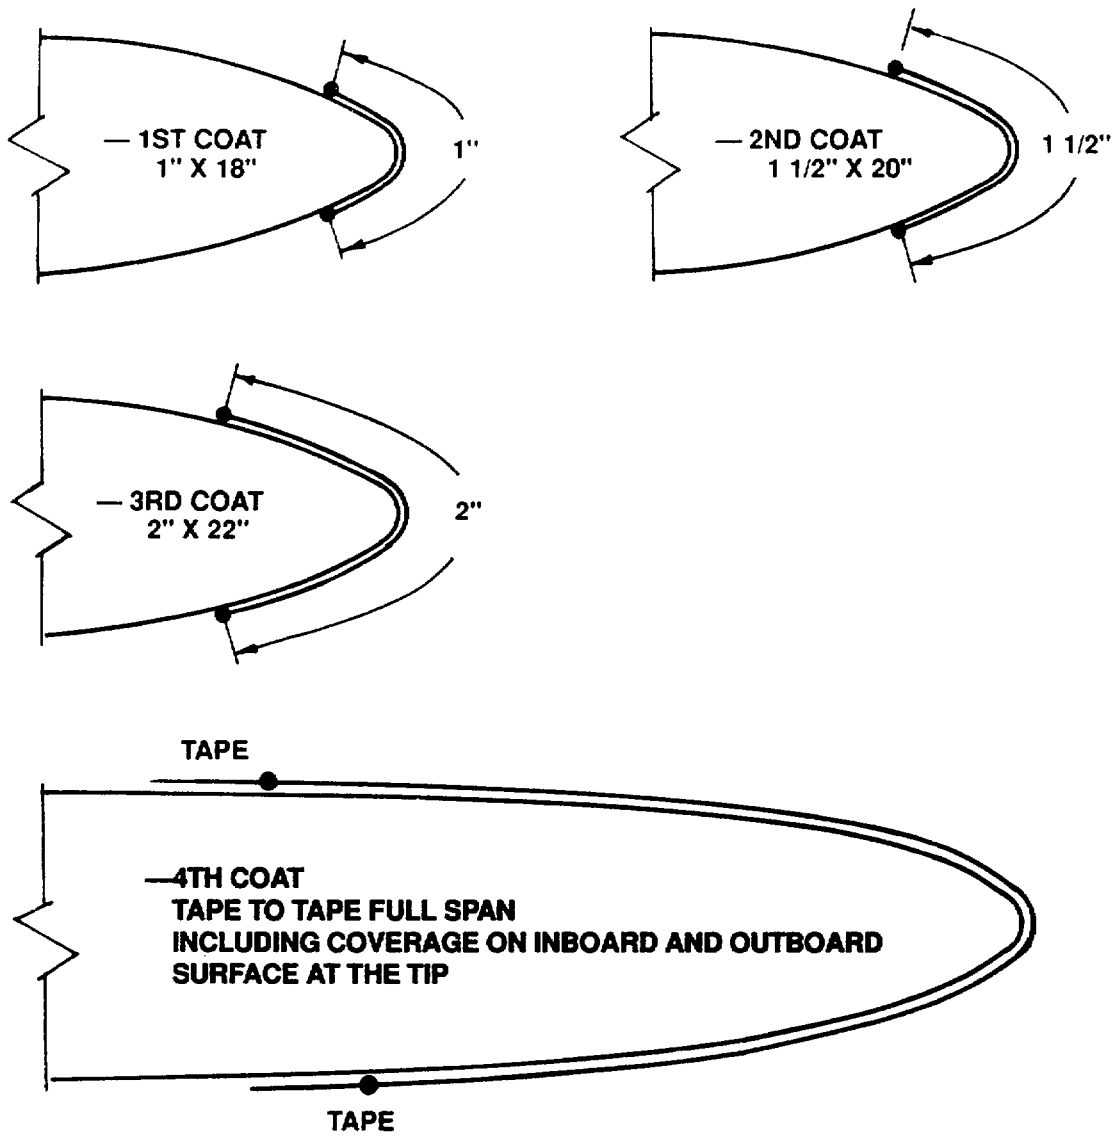 — 1ST COAT
1" X 18"
1"
— 2ND COAT
1 1/2" X 20"
1 1/2"
— 3RD COAT
2" X 22"
2"
TAPE
—4TH COAT
TAPE TO TAPE FULL SPAN
INCLUDING COVERAGE ON INBOARD AND OUTBOARD
SURFACE AT THE TIP
TAPE